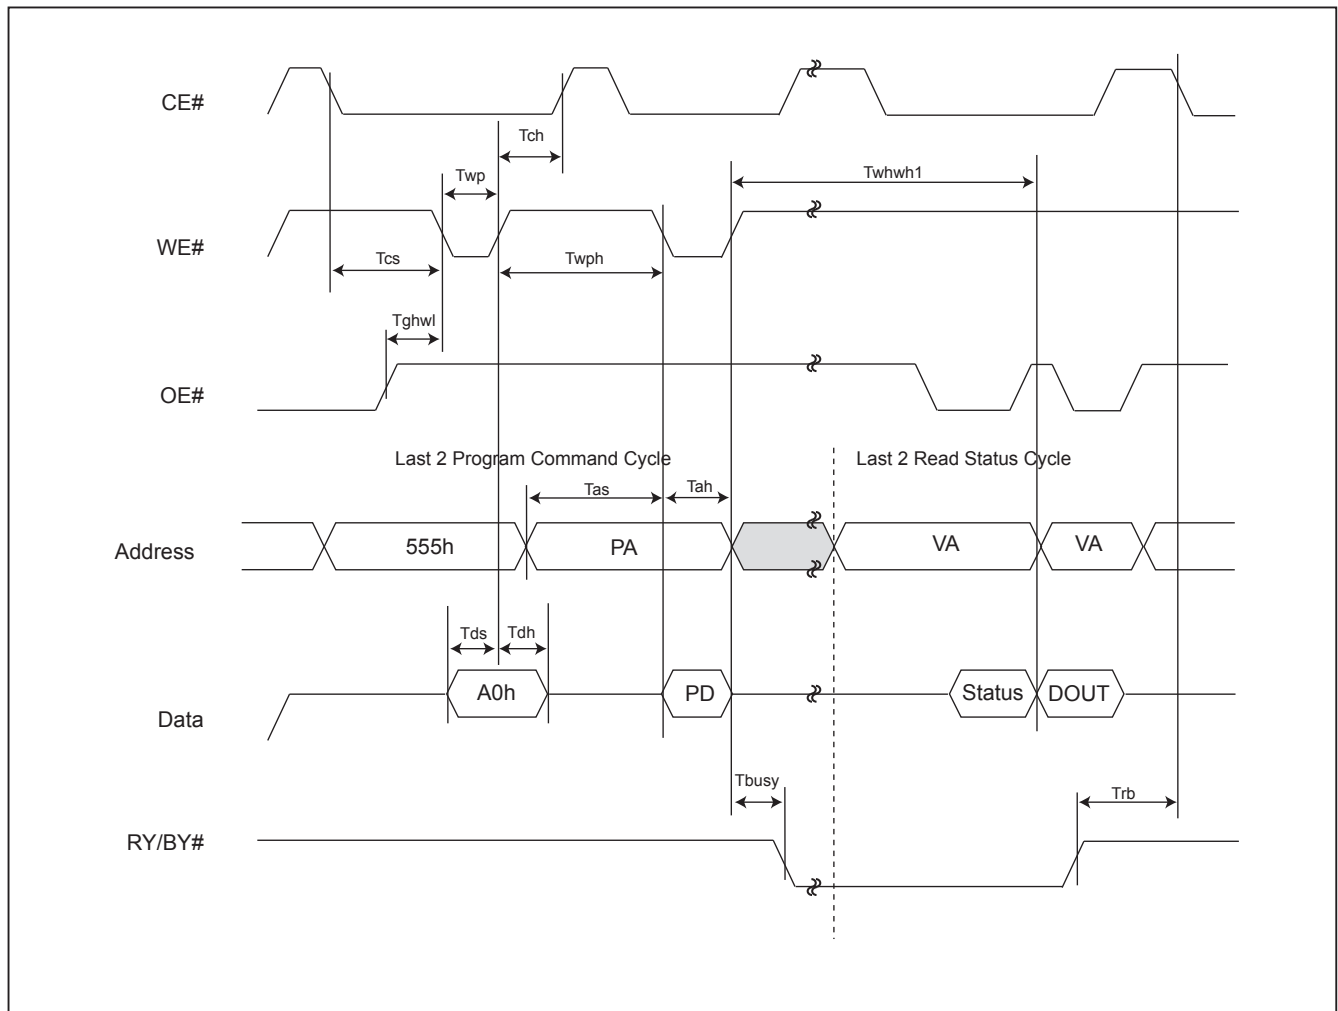 CE#
Tch
Twp
Twhwh1
WE#
Tcs
Twph
Tghwl
OE#
Last 2 Program Command Cycle
Last 2 Read Status Cycle
Tas
Tah
Address
555h
PA
VA
VA
Tds
Tdh
Data
A0h
PD
Status
DOUT
Tbusy
Trb
RY/BY#